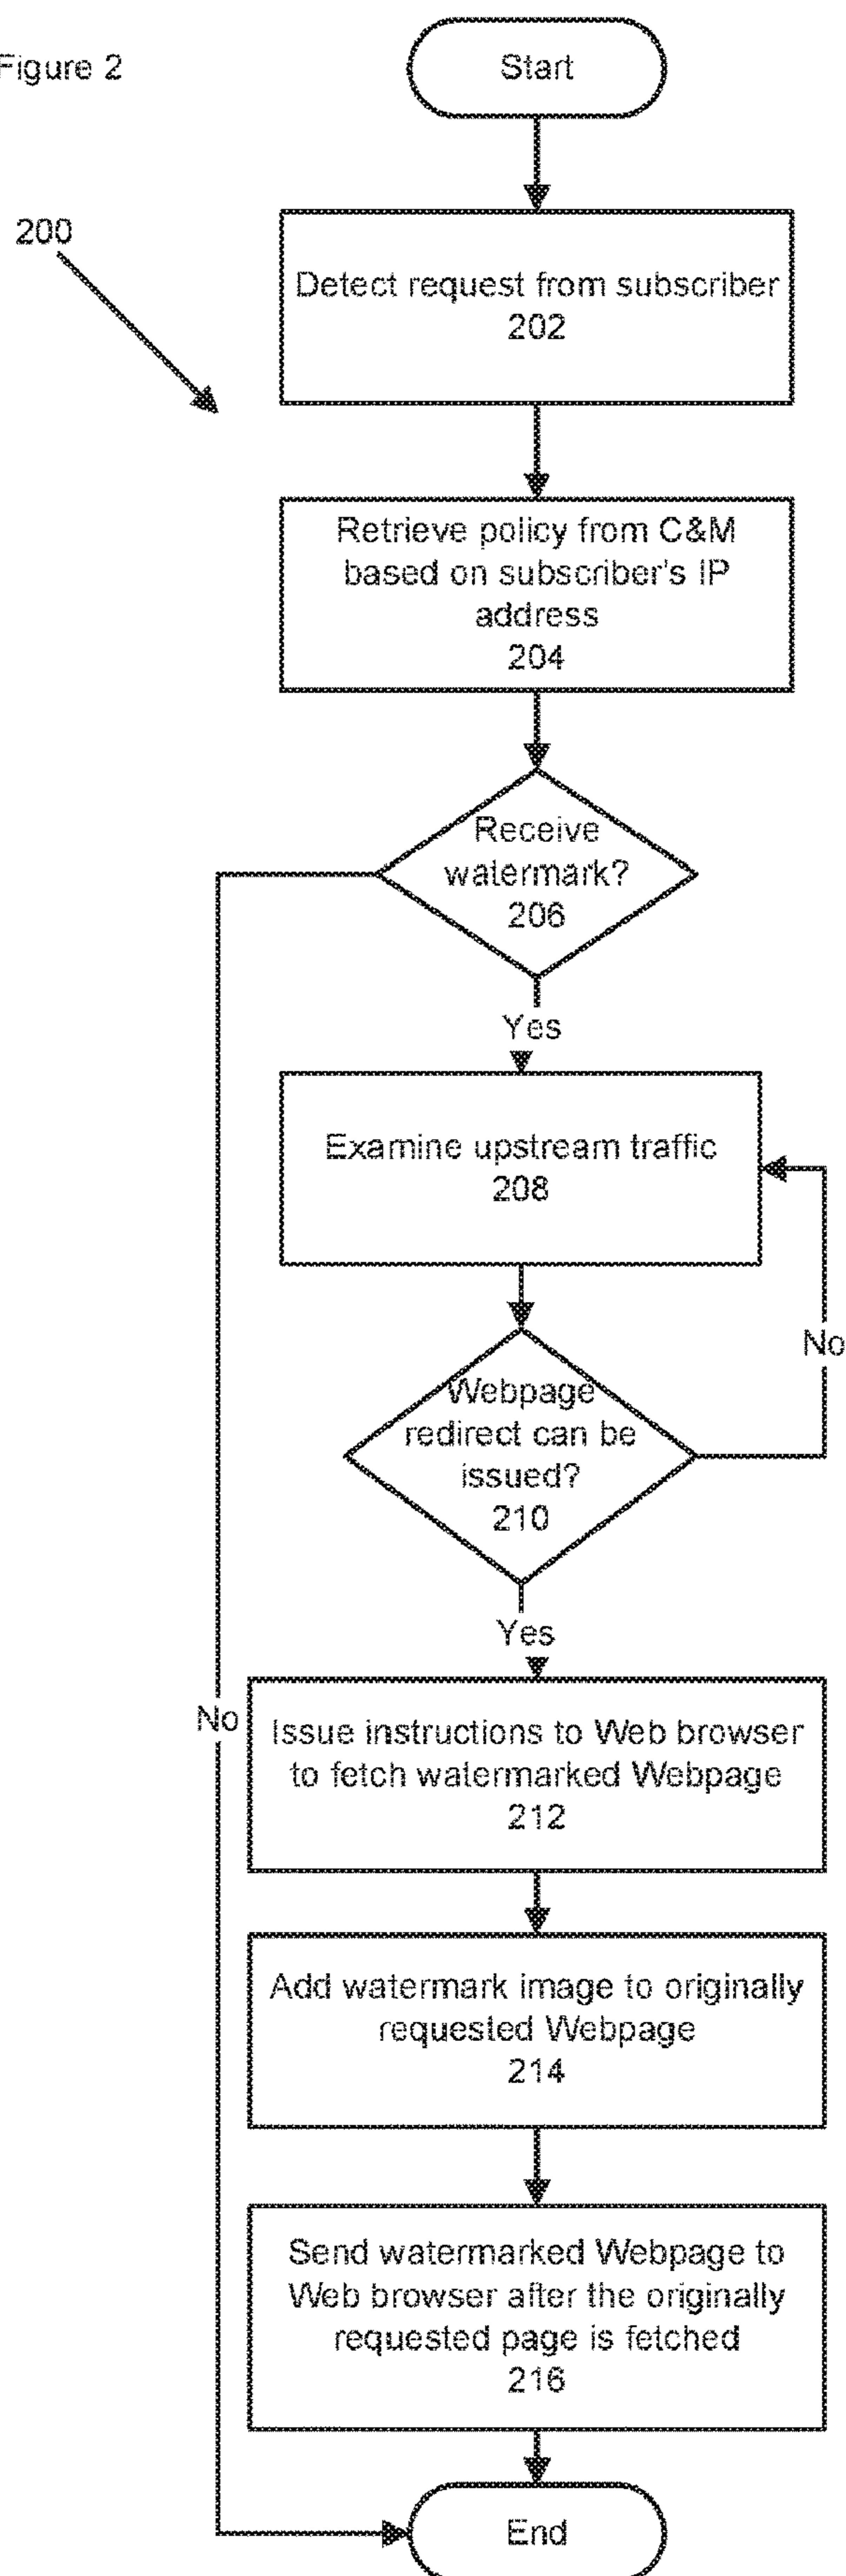 Figure 2
Start
200
Detect request from subscriber
202
Retrieve policy from C&M
based on subscriber's IP
address
204
Receive
watermark?
206
Yes
Examine upstream traffic
208
No
Webpage
redirect can be
issued?
210
Yes
No
Issue instructions to Web browser
to fetch watermarked Webpage
212
Add watermark image to originally
requested Webpage
214
Send watermarked Webpage to
Web browser after the originally
requested page is fetched
216
End